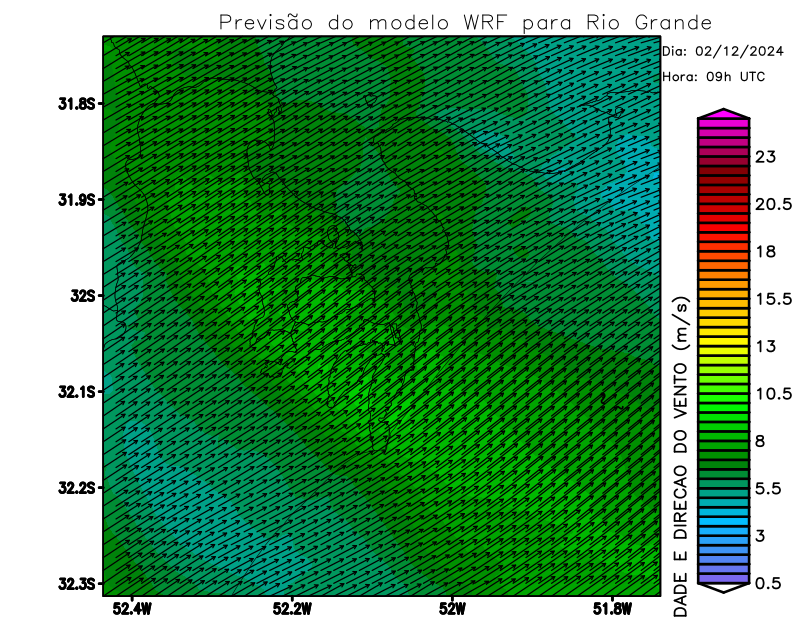 Previsão do modelo WRF para Rio Grande
Dia: 02/12/2024
Hora: 09h UTC
31.8S
31.9S
32S
32.1S
32.2S
32.3S
52.4W
52.2W
52W
51.8W
23
20.5
18
15.5
13
10.5
8
5.5
3
0.5
DADE E DIRECAO DO VENTO (m/s)